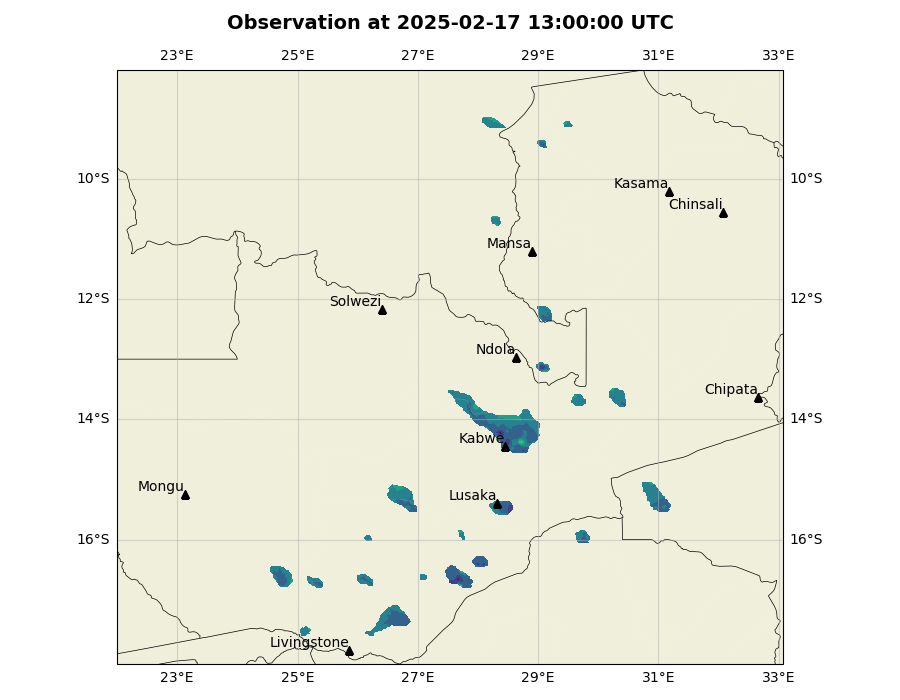 Observation at 2025-02-17 13:00:00 UTC
23°E 25°E 27°E 29°E 31°E 33°E
10°S 10°S
Kasama
Chinsali
Mansa
12°S 12°S
Solwezi
Ndola
Chipata
14°S 14°S
Kabwe
Mongu
Lusaka
16°S 16°S
Livingstone
23°E 25°E 27°E 29°E 31°E 33°E